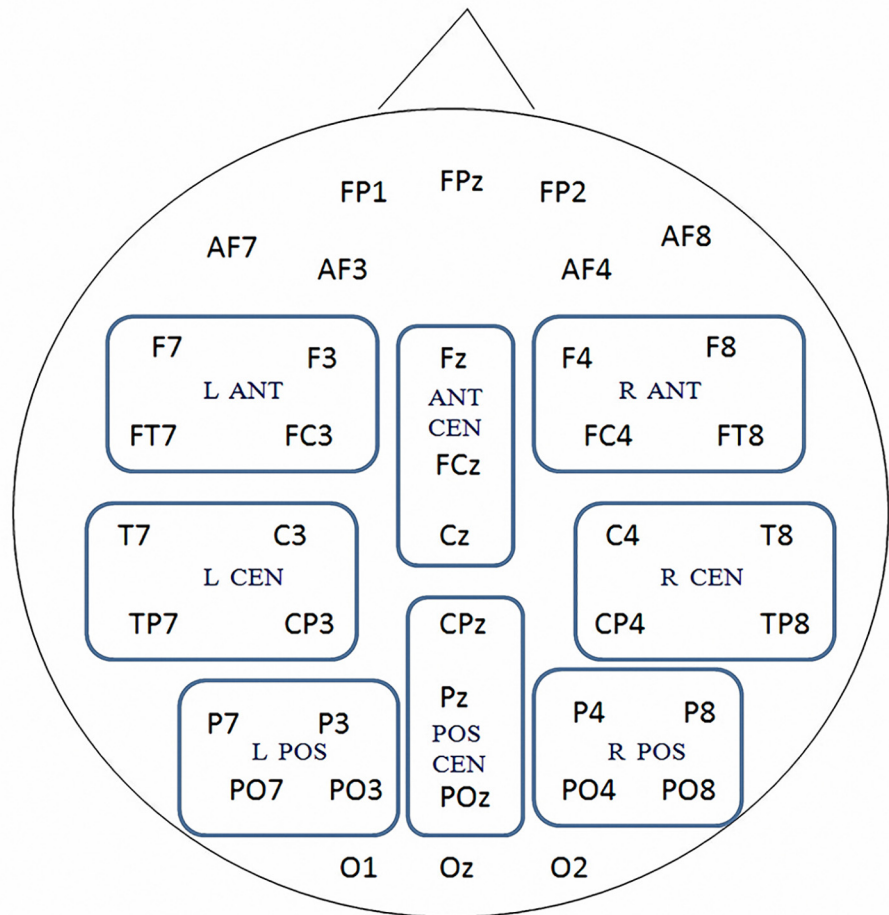 FP1 FPz FP2
AF7 AF8
AF3 AF4
F7 F3 Fz F4 F8
L ANT ANT CEN R ANT
FT7 FC3 FCz FC4 FT8
T7 C3 Cz C4 T8
L CEN R CEN
TP7 CP3 CPz CP4 TP8
P7 P3 Pz P4 P8
L POS POS CEN R POS
PO7 PO3 POz PO4 PO8
O1 Oz O2